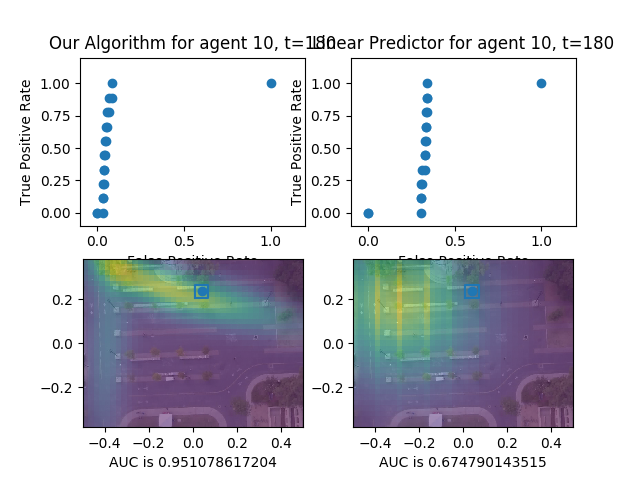 Our Algorithm for agent 10, t=180
Linear Predictor for agent 10, t=180
True Positive Rate
1.00
0.75
0.50
0.25
0.00
0.0 0.5 1.0
False Positive Rate
True Positive Rate
1.00
0.75
0.50
0.25
0.00
0.0 0.5 1.0
False Positive Rate
0.2
0.0
−0.2
−0.4 −0.2 0.0 0.2 0.4
AUC is 0.951078617204
0.2
0.0
−0.2
−0.4 −0.2 0.0 0.2 0.4
AUC is 0.674790143515